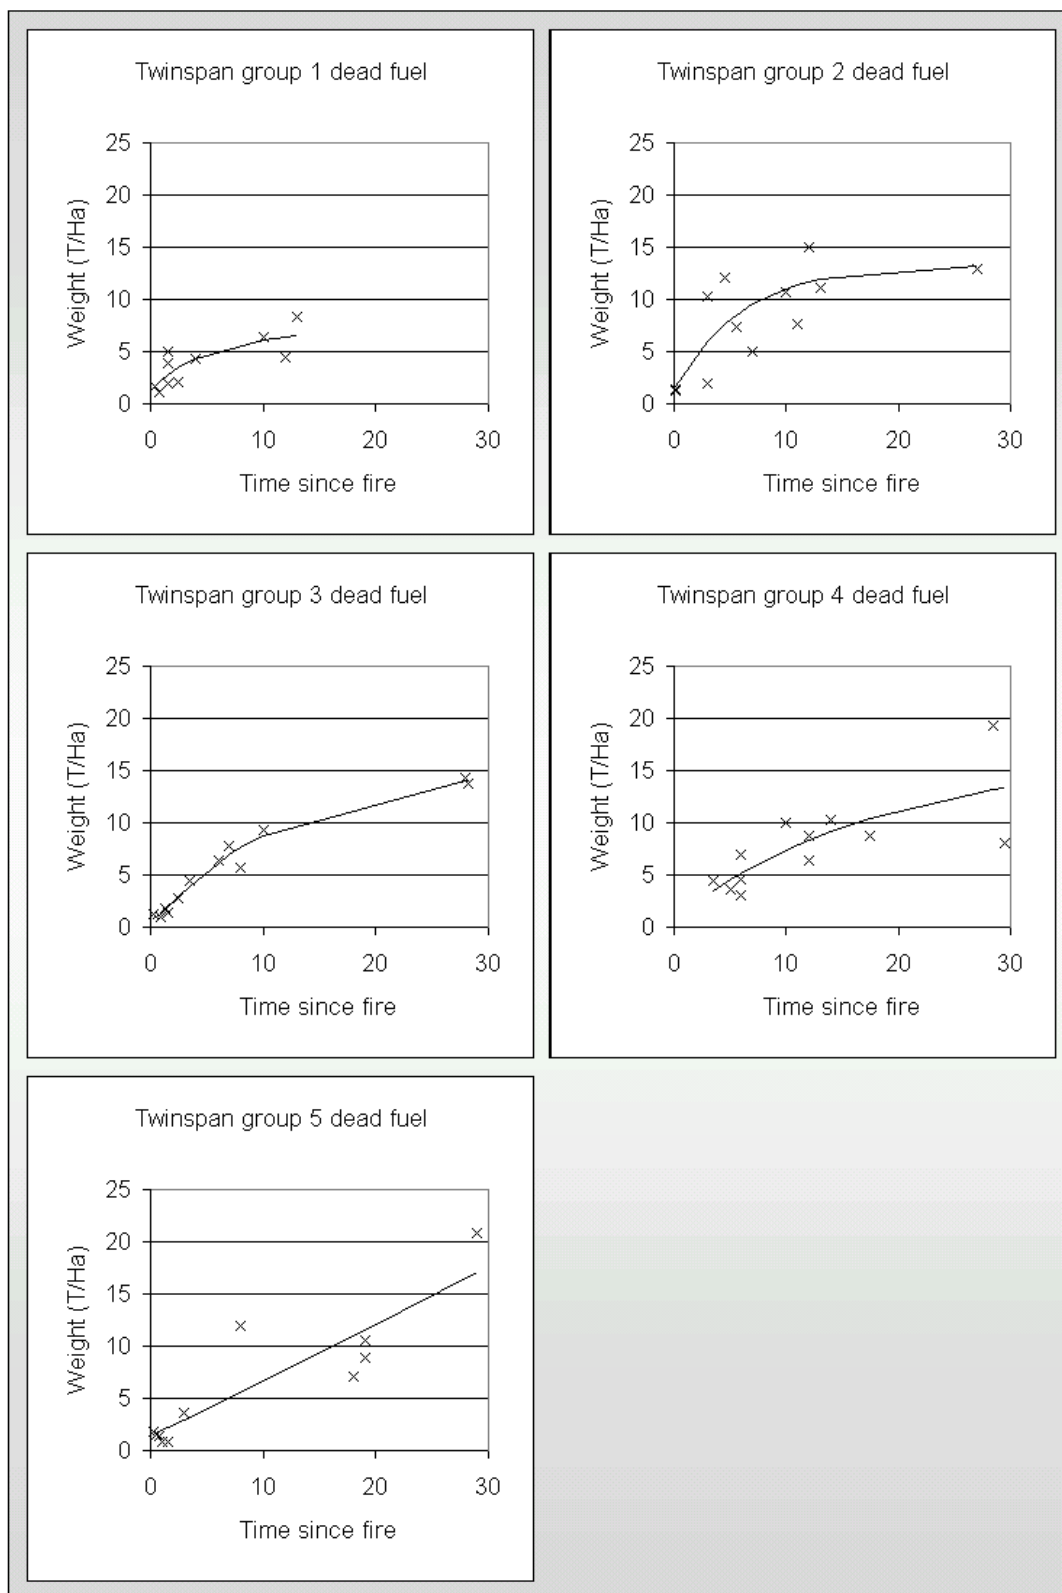 Twinspan group 1 dead fuel
25
20
15
10
5
0
Weight (T/Ha)
0 10 20 30
Time since fire
Twinspan group 2 dead fuel
25
20
15
10
5
0
Weight (T/Ha)
0 10 20 30
Time since fire
Twinspan group 3 dead fuel
25
20
15
10
5
0
Weight (T/Ha)
0 10 20 30
Time since fire
Twinspan group 4 dead fuel
25
20
15
10
5
0
Weight (T/Ha)
0 10 20 30
Time since fire
Twinspan group 5 dead fuel
25
20
15
10
5
0
Weight (T/Ha)
0 10 20 30
Time since fire